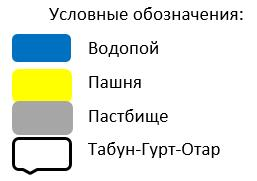 Условные обозначения:
Водопой
Пашня
Пастбище
Табун-Гурт-Отар